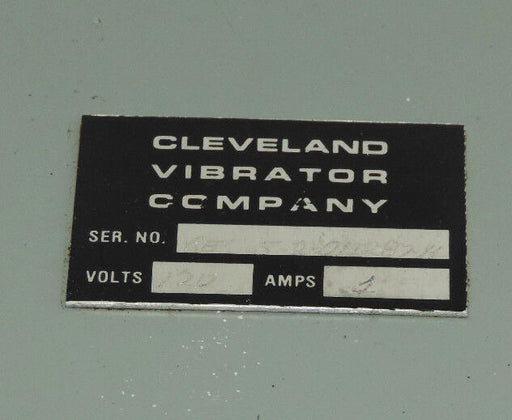 CLEVELAND
VIBRATOR
COMPANY
SER. NO.
VOLTS 120 AMPS